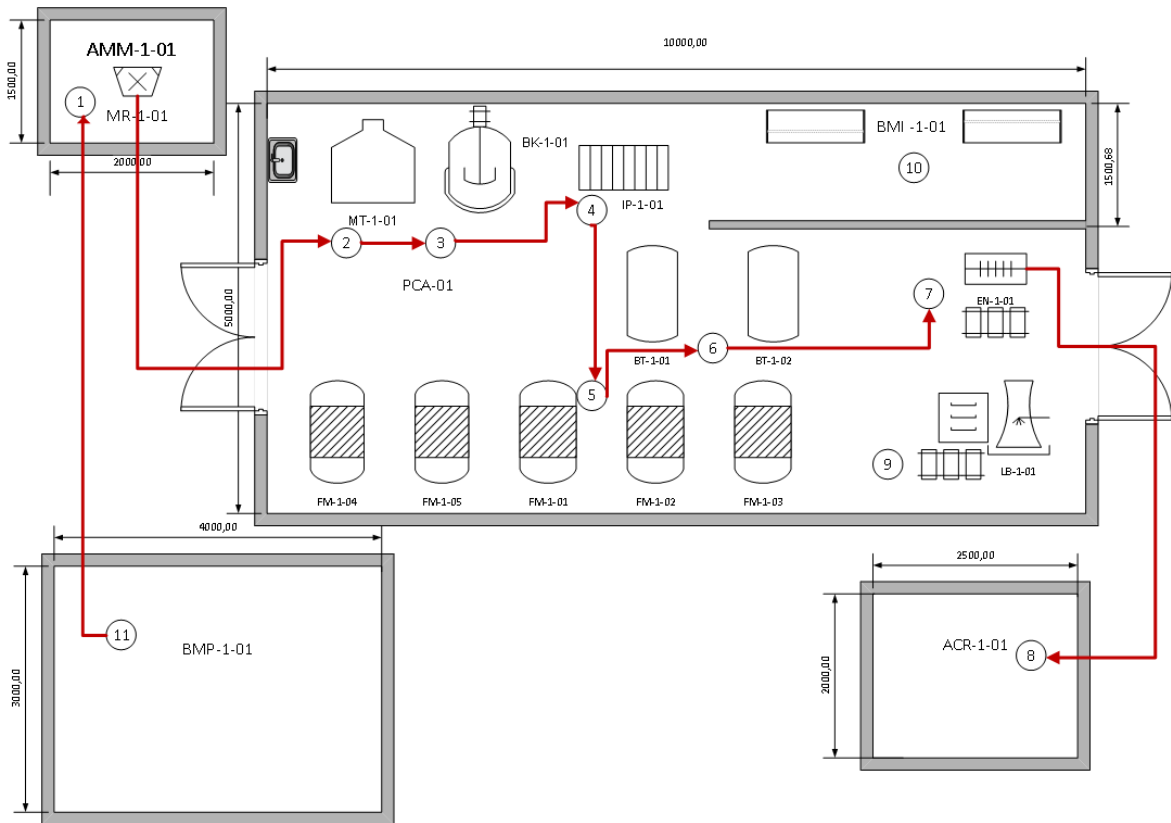 AMM-1-01
1
MR-1-01
1500,00
2000,00
10000,00
5000,00
MT-1-01
BK-1-01
IP-1-01
BMI -1-01
10
1500,68
2
3
4
PCA-01
BT-1-01
6
BT-1-02
7
EN-1-01
5
9
LB-1-01
FM-1-04
FM-1-05
FM-1-01
FM-1-02
FM-1-03
4000,00
3000,00
11
BMP-1-01
2500,00
2000,00
ACR-1-01
8